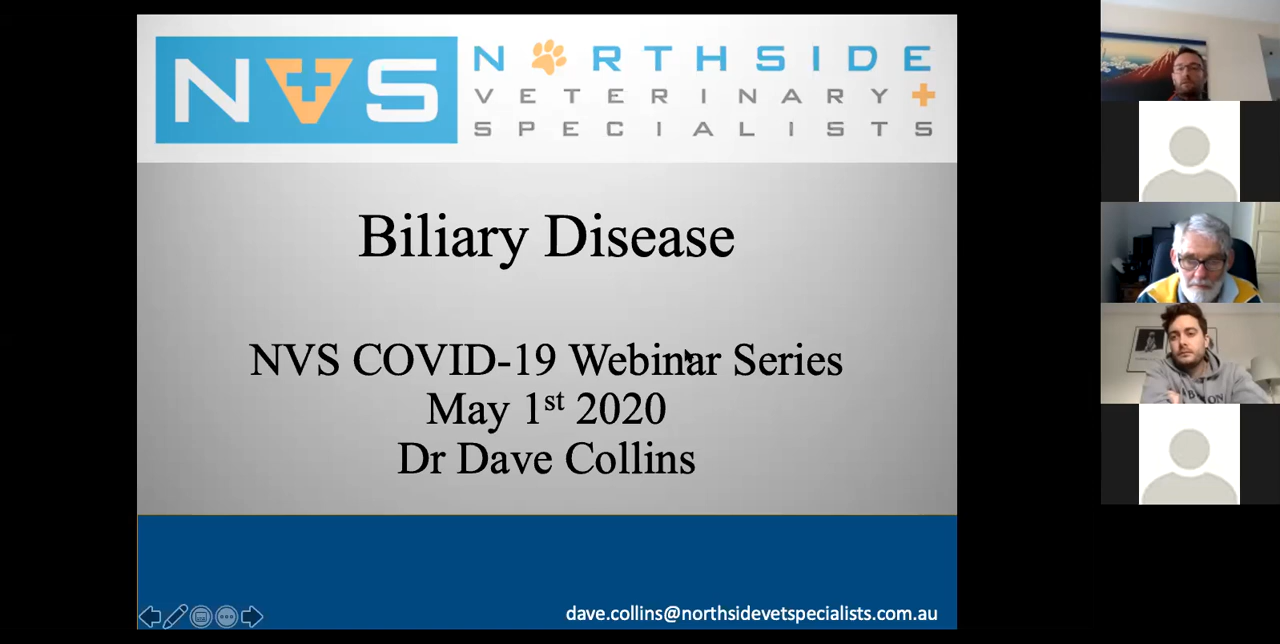 NVS
NORTHSIDE
VETERINARY
SPECIALISTS
Biliary Disease
NVS COVID-19 Webinar Series
May 1st 2020
Dr Dave Collins
dave.collins@northsidevetspecialists.com.au